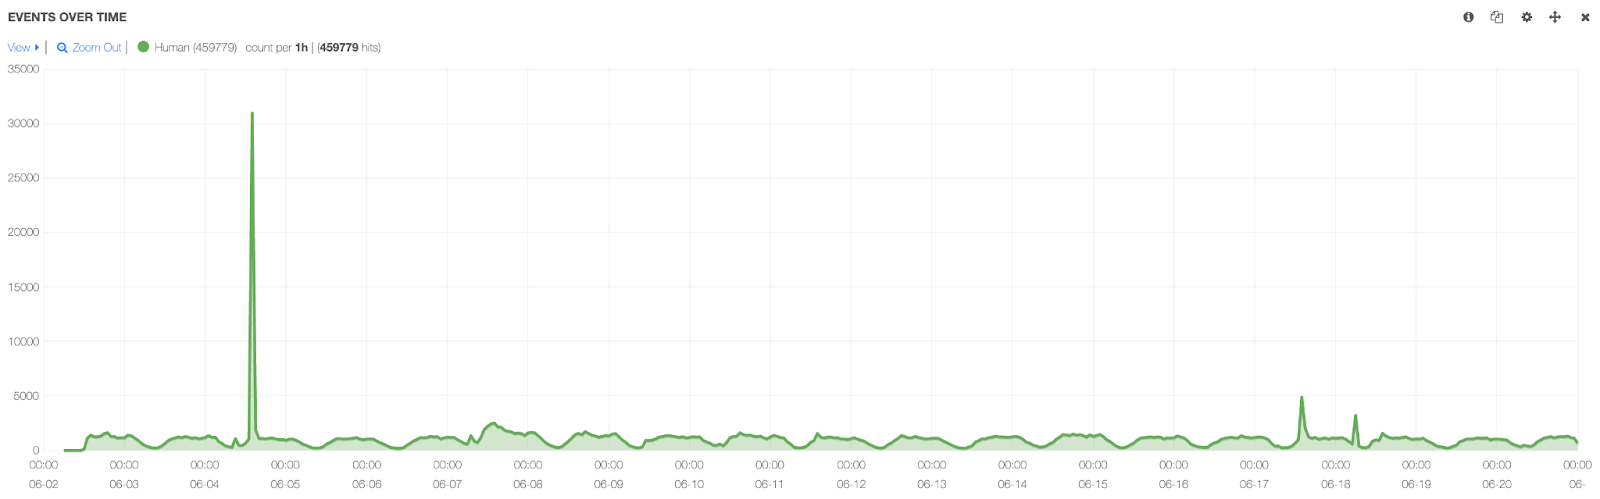 EVENTS OVER TIME
View | Zoom Out | Human (459779) count per 1h | (459779 hits)
35000
30000
25000
20000
15000
10000
5000
0
00:00 00:00 00:00 00:00 00:00 00:00 00:00 00:00 00:00 00:00 00:00 00:00 00:00 00:00 00:00 00:00 00:00 00:00 00:00 00:00
06-02 06-03 06-04 06-05 06-06 06-07 06-08 06-09 06-10 06-11 06-12 06-13 06-14 06-15 06-16 06-17 06-18 06-19 06-20 06-